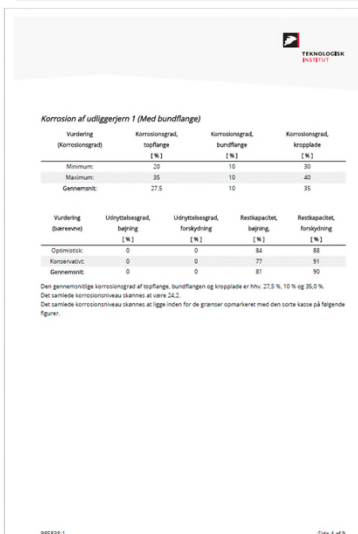 TEKNOLOGISK
INSTITUT
Korrosion af udliggerjern 1 (Med bundflange)
Vurdering Korrosionsgrad, Korrosionsgrad, Korrosionsgrad,
(Korrosionsgrad) topflange bundflange kropplade
[ % ] [ % ] [ % ]
Minimum: 20 10 30
Maximum: 35 10 40
Gennemsnit: 27.5 10 35
Vurdering Udnyttelsesgrad, Udnyttelsesgrad, Restkapacitet, Restkapacitet,
(bæreevne) bøjning forskydning bøjning, forskydning
[ % ] [ % ] [ % ] [ % ]
Optimistisk: 0 0 84 88
Konservativt: 0 0 77 91
Gennemsnit: 0 0 81 90
Den gennemsnitlige korrosionsgrad af topflange, bundflangen og kropplade er hhv. 27,5 %, 10 % og 35,0 %.
Det samlede korrosionsniveau skønnes at være 24,2.
Det samlede korrosionsniveau skønnes at ligge inden for de grænser opmarkeret med den sorte kasse på følgende
figurer.
Side 4 af 9